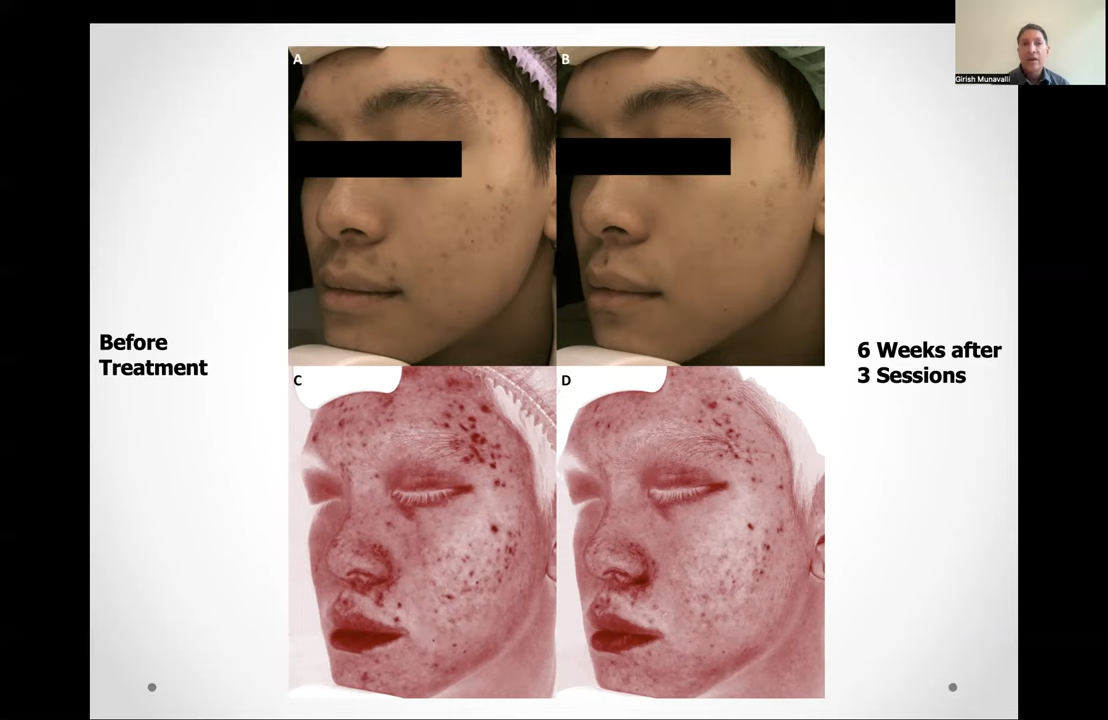 Girish Munavalli
A
B
Before
Treatment
6 Weeks after
3 Sessions
C
D